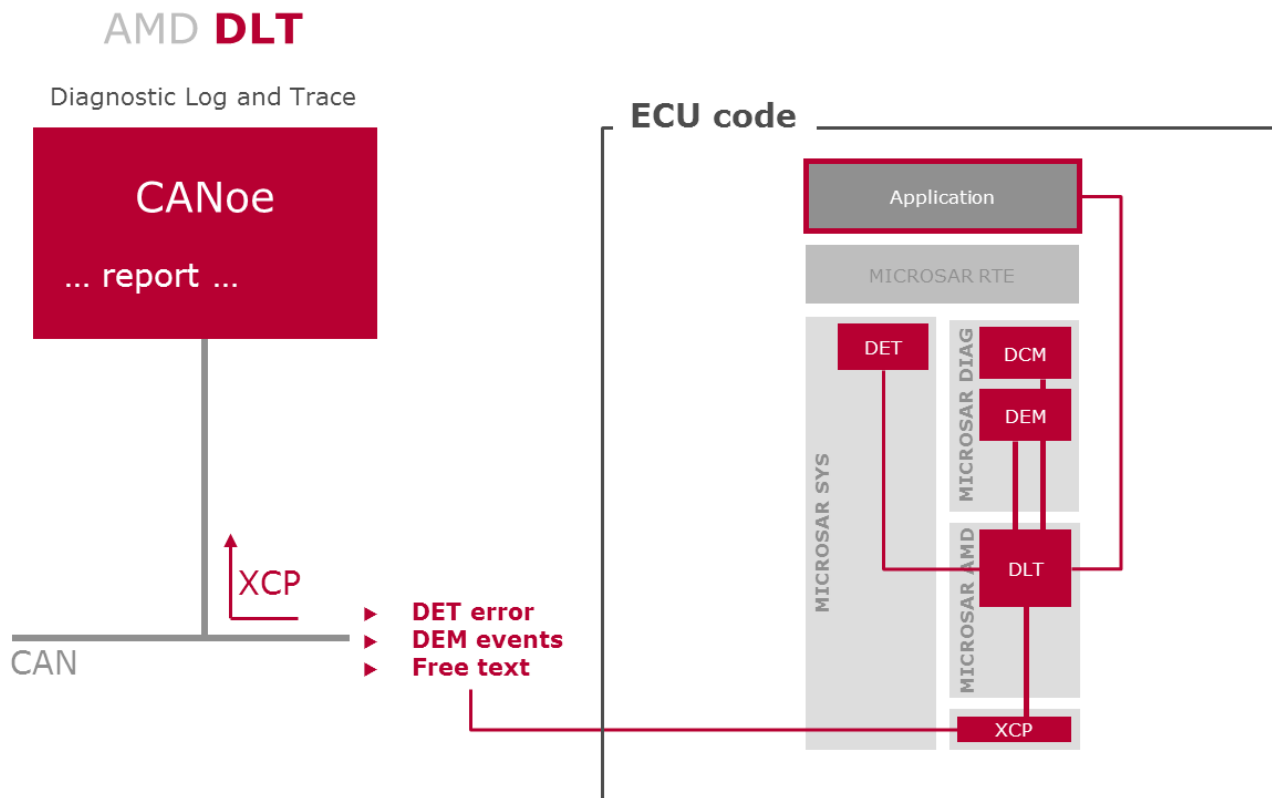 AMD DLT
Diagnostic Log and Trace
CANoe
... report ...
XCP
CAN
DET error
DEM events
Free text
ECU code
Application
MICROSAR RTE
MICROSAR SYS
DET
MICROSAR DIAG
DCM
DEM
MICROSAR AMD
DLT
XCP